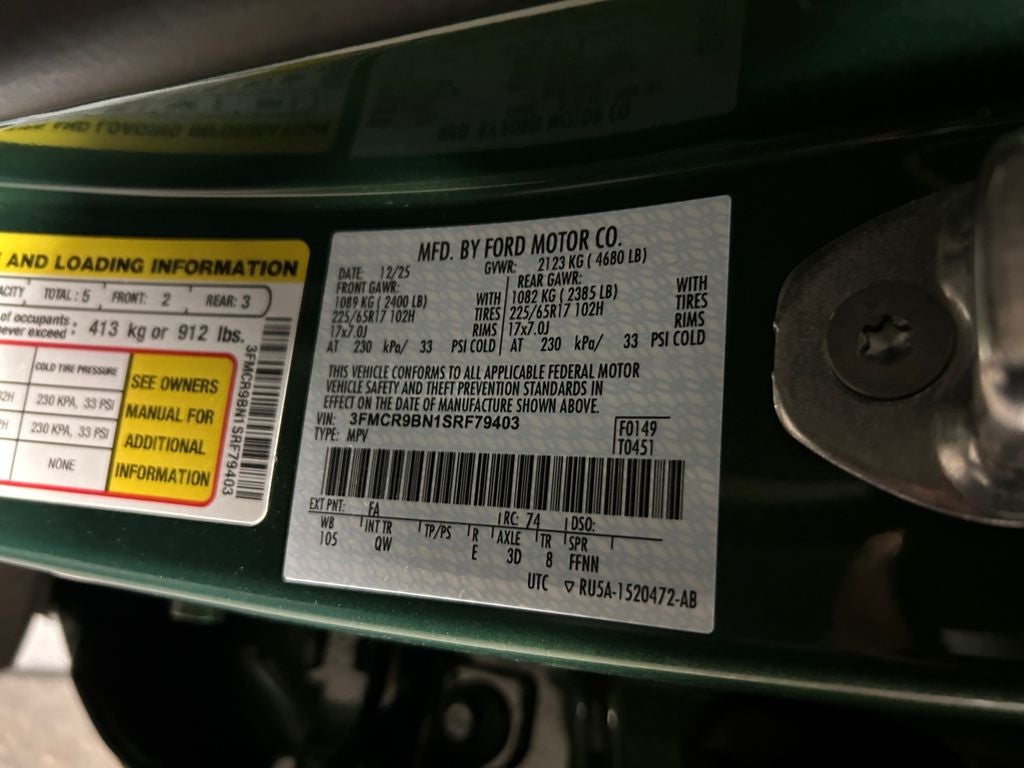 AND LOADING INFORMATION
TOTAL : 5 FRONT: 2 REAR: 3
of occupants
never exceed : 413 kg or 912 lbs.
COLD TIRE PRESSURE
230 KPA, 33 PSI
230 KPA, 33 PSI
NONE
SEE OWNERS
MANUAL FOR
ADDITIONAL
INFORMATION
3FMCR9BN1SRF79403
MFD. BY FORD MOTOR CO.
DATE: 12/25 GVWR: 2123 KG ( 4680 LB)
FRONT GAWR: REAR GAWR:
1089 KG ( 2400 LB) WITH 1082 KG ( 2385 LB) WITH
225/65R17 102H TIRES 225/65R17 102H TIRES
17x7.0J RIMS 17x7.0J RIMS
AT 230 kPa/ 33 PSI COLD AT 230 kPa/ 33 PSI COLD
THIS VEHICLE CONFORMS TO ALL APPLICABLE FEDERAL MOTOR
VEHICLE SAFETY AND THEFT PREVENTION STANDARDS IN
EFFECT ON THE DATE OF MANUFACTURE SHOWN ABOVE.
VIN: 3FMCR9BN1SRF79403 F0149
TYPE: MPV T0451
EXT PNT: FA RC: 74 DSO:
WB INT TR TP/PS R AXLE TR SPR
105 QW E 3D 8 FFNN
UTC ▽ RU5A-1520472-AB